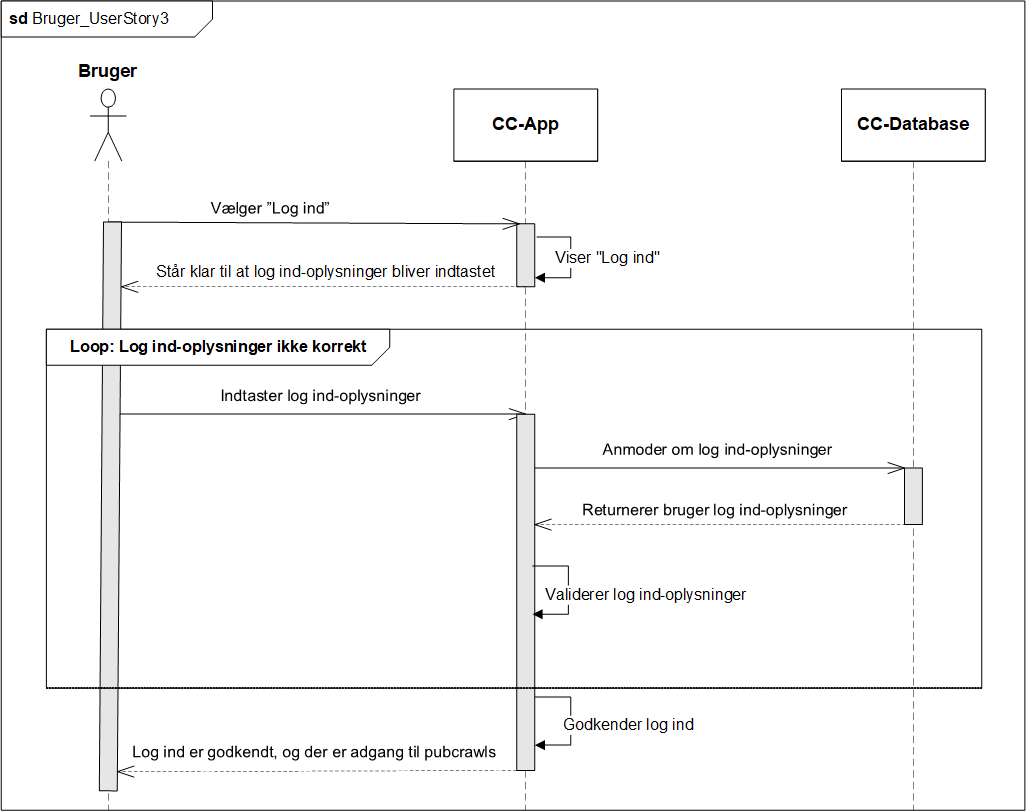 sd Bruger_UserStory3
Bruger
CC-App
CC-Database
Vælger ”Log ind”
Viser "Log ind"
Står klar til at log ind-oplysninger bliver indtastet
Loop: Log ind-oplysninger ikke korrekt
Indtaster log ind-oplysninger
Anmoder om log ind-oplysninger
Returnerer bruger log ind-oplysninger
Validerer log ind-oplysninger
Godkender log ind
Log ind er godkendt, og der er adgang til pubcrawls